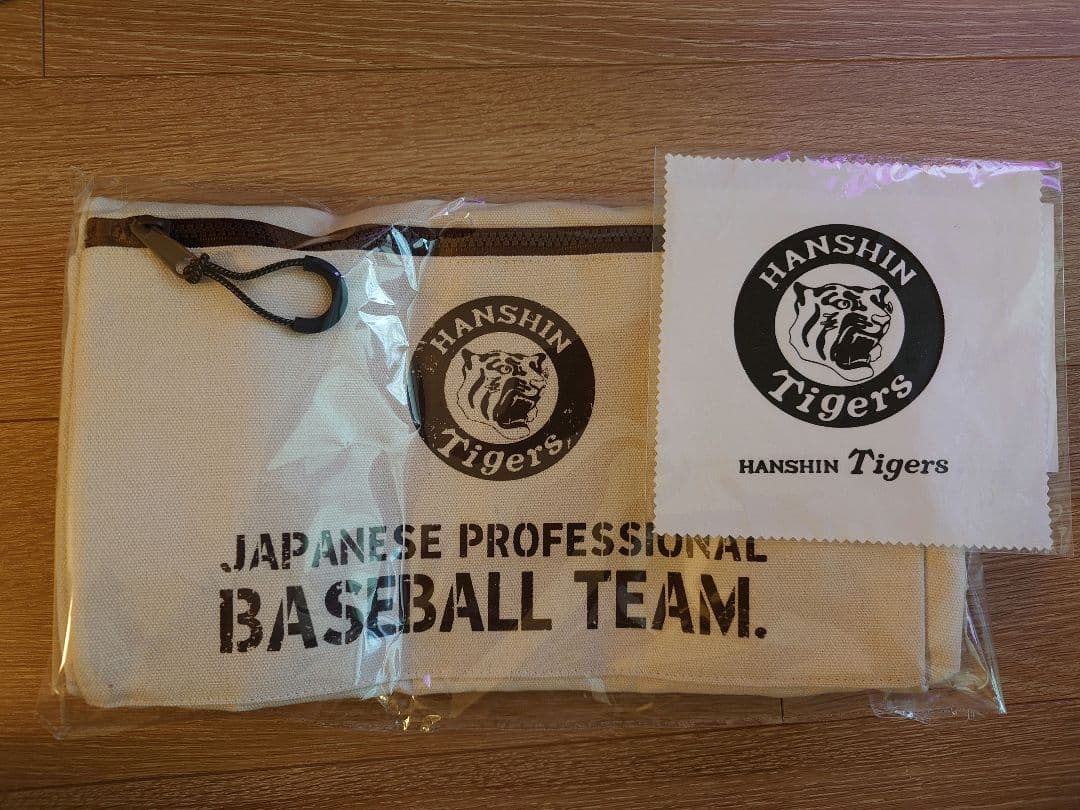 HANSHIN
Tigers
JAPANESE PROFESSIONAL
BASEBALL TEAM.
HANSHIN
Tigers
HANSHIN Tigers